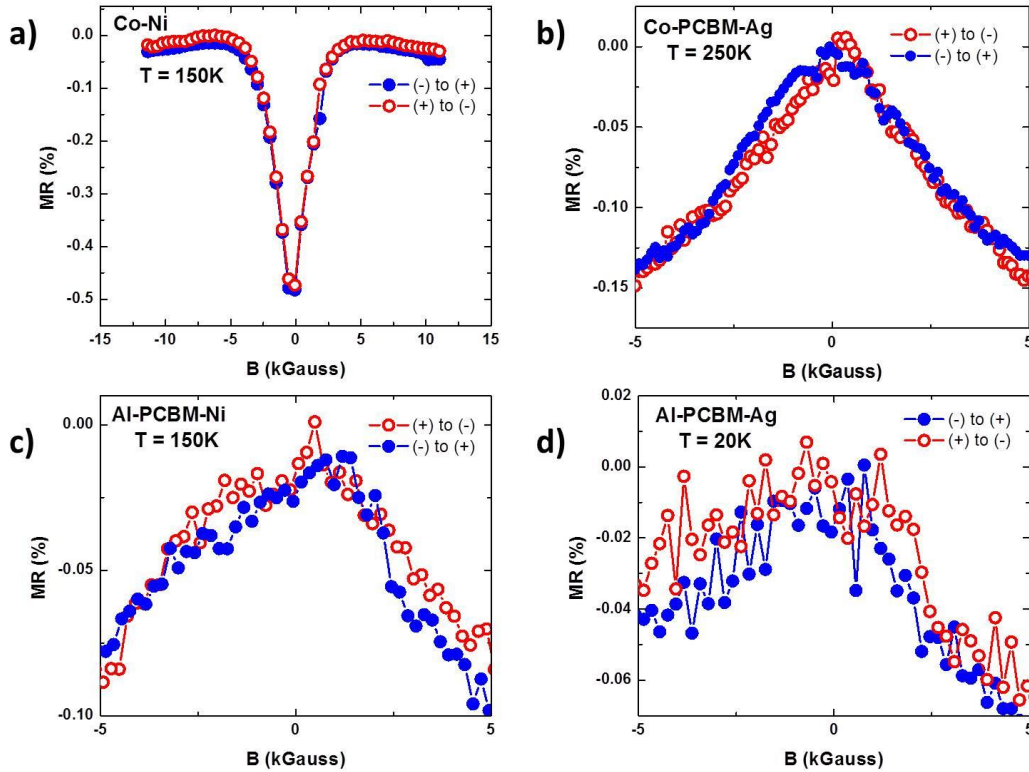 a)
Co-Ni
T = 150K
(-) to (+)
(+) to (-)
0.00
-0.1
-0.2
-0.3
-0.4
-0.5
MR (%)
-15
-10
-5
0
5
10
15
B (kGauss)
b)
Co-PCBM-Ag
T = 250K
(+) to (-)
(-) to (+)
0.00
-0.05
-0.10
-0.15
MR (%)
-5
0
5
B (kGauss)
c)
Al-PCBM-Ni
T = 150K
(+) to (-)
(-) to (+)
0.00
-0.05
-0.10
MR (%)
-5
0
5
B (kGauss)
d)
Al-PCBM-Ag
T = 20K
(-) to (+)
(+) to (-)
0.02
0.00
-0.02
-0.04
-0.06
MR (%)
-5
0
5
B (kGauss)